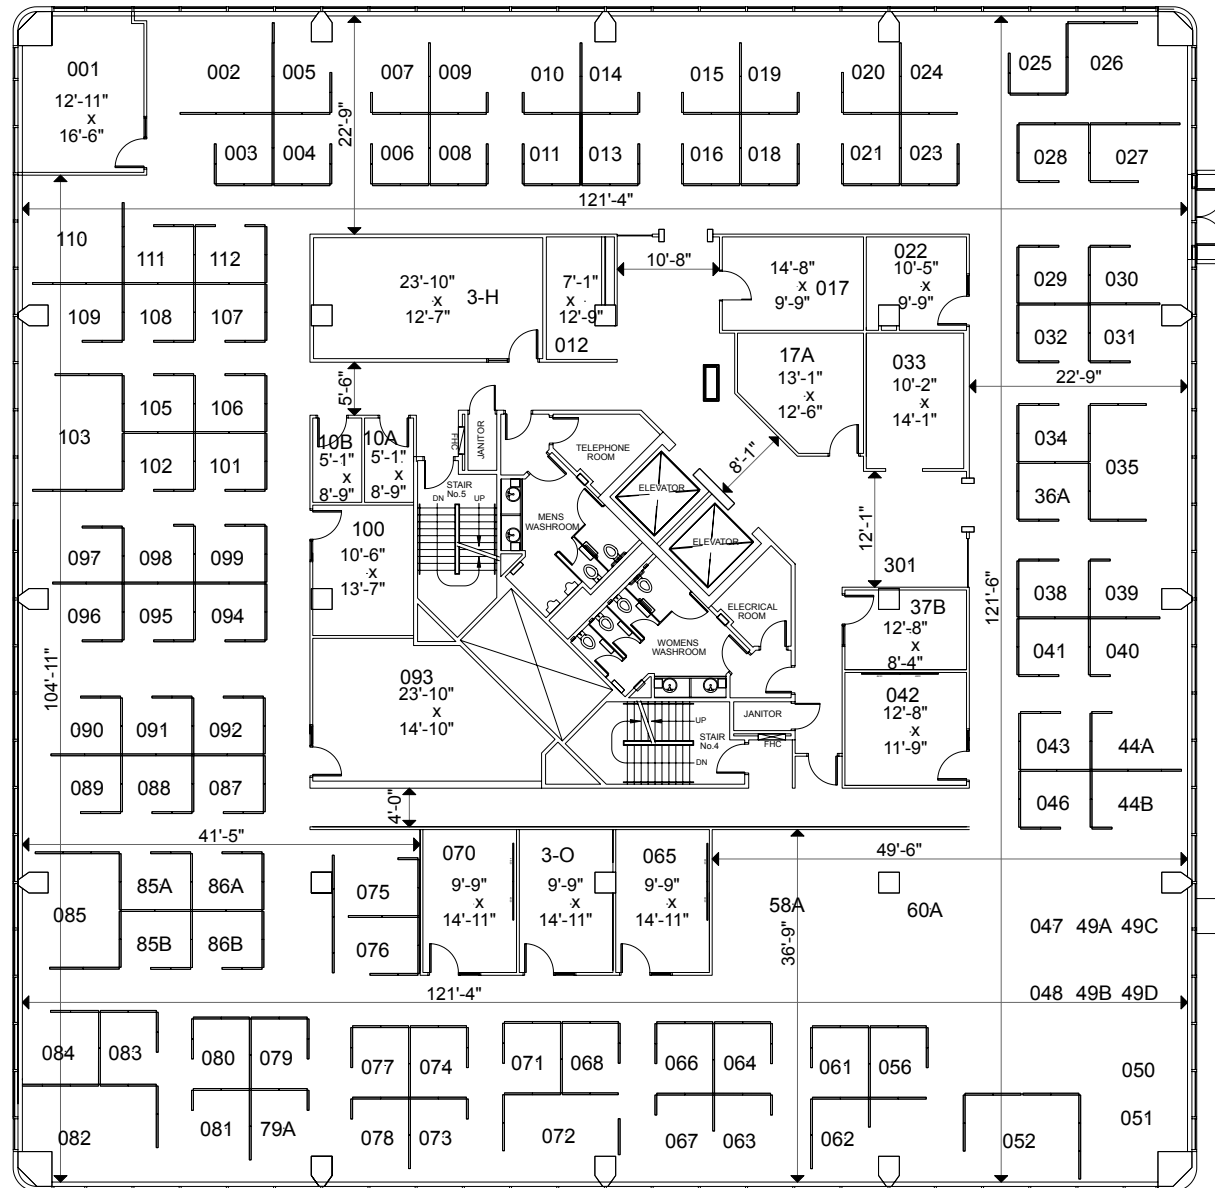 001
12'-11"
x
16'-6"
002
005
003
004
22'-9"
007
009
006
008
010
014
011
013
015
019
016
018
020
024
021
023
025
026
028
027
121'-4"
110
111
112
109
108
107
23'-10"
x
12'-7"
3-H
7'-1"
x
12'-9"
012
10'-8"
14'-8"
x
9'-9"
017
022
10'-5"
x
9'-9"
029
030
032
031
17A
13'-1"
x
12'-6"
033
10'-2"
x
14'-1"
22'-9"
5'-6"
103
105
106
102
101
10B
5'-1"
x
8'-9"
10A
5'-1"
x
8'-9"
FHC
JANITOR
TELEPHONE
ROOM
ELEVATOR
8'-1"
034
035
36A
STAIR
No.5
DN
UP
MENS
WASHROOM
ELEVATOR
12'-1"
301
097
098
099
096
095
094
100
10'-6"
x
13'-7"
ELECRICAL
ROOM
WOMENS
WASHROOM
37B
12'-8"
x
8'-4"
121'-6"
038
039
041
040
104'-11"
093
23'-10"
x
14'-10"
042
12'-8"
x
11'-9"
JANITOR
FHC
UP
STAIR
No.4
DN
090
091
092
089
088
087
043
44A
046
44B
4'-0"
41'-5"
49'-6"
070
9'-9"
x
14'-11"
3-O
9'-9"
x
14'-11"
065
9'-9"
x
14'-11"
085
85A
86A
85B
86B
075
076
58A
36'-9"
60A
047
49A
49C
048
49B
49D
121'-4"
084
083
082
080
079
081
79A
077
074
078
073
071
068
072
066
064
067
063
061
056
062
052
050
051